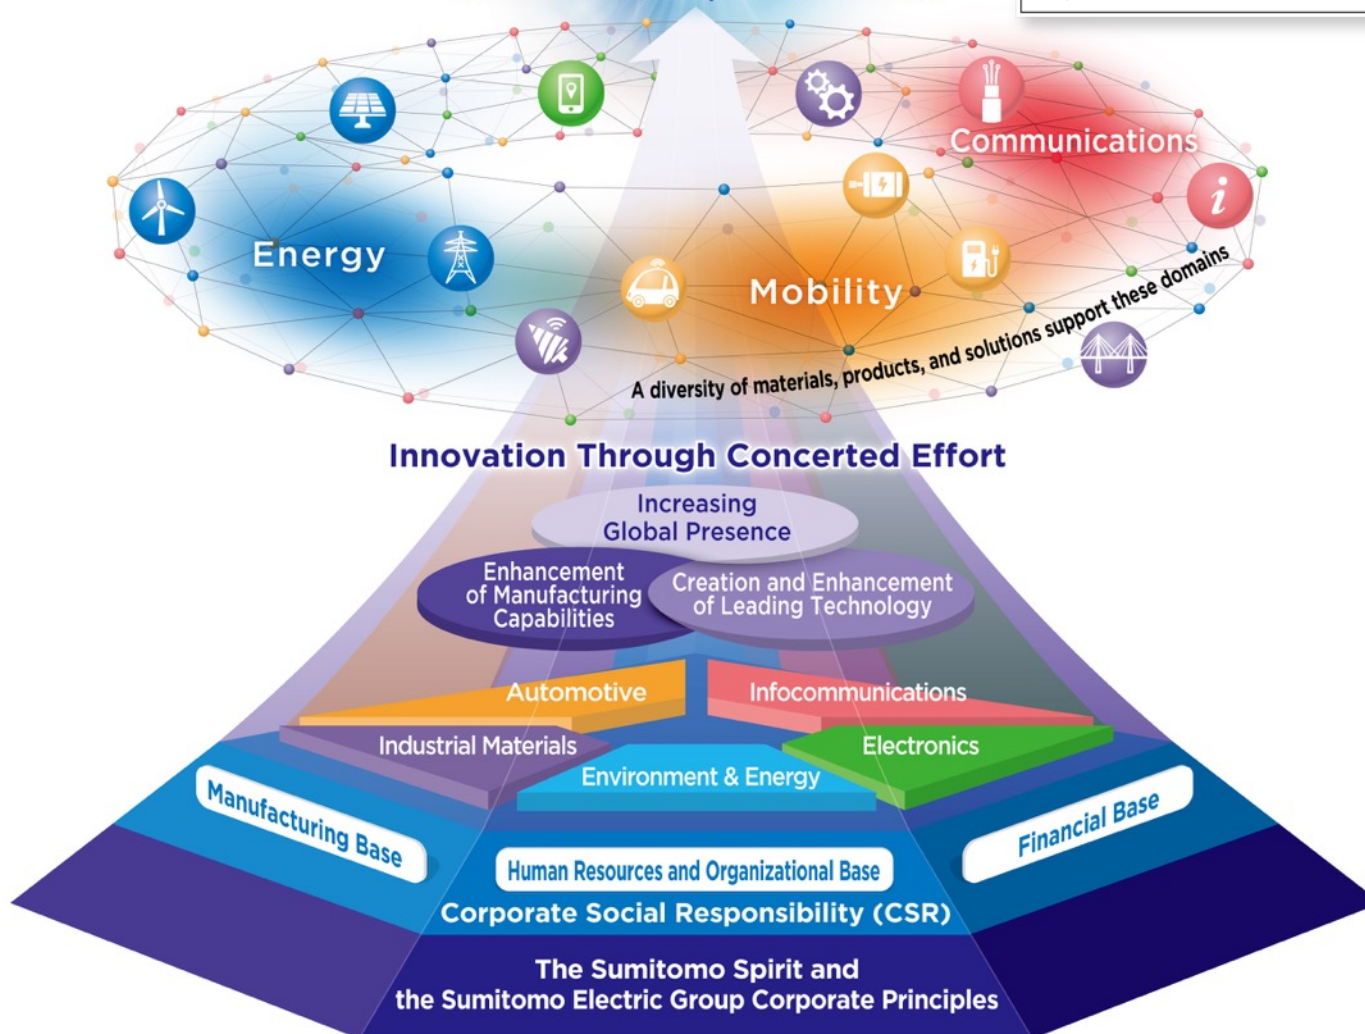 Communications
Energy
Mobility
A diversity of materials, products, and solutions support these domains
Innovation Through Concerted Effort
Increasing
Global Presence
Enhancement
of Manufacturing
Capabilities
Creation and Enhancement
of Leading Technology
Automotive
Infocommunications
Industrial Materials
Electronics
Environment & Energy
Manufacturing Base
Financial Base
Human Resources and Organizational Base
Corporate Social Responsibility (CSR)
The Sumitomo Spirit and
the Sumitomo Electric Group Corporate Principles